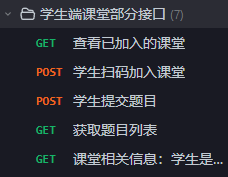 学生端课堂部分接口 (7)
GET 查看已加入的课堂
POST 学生扫码加入课堂
POST 学生提交题目
GET 获取题目列表
GET 课堂相关信息：学生是...